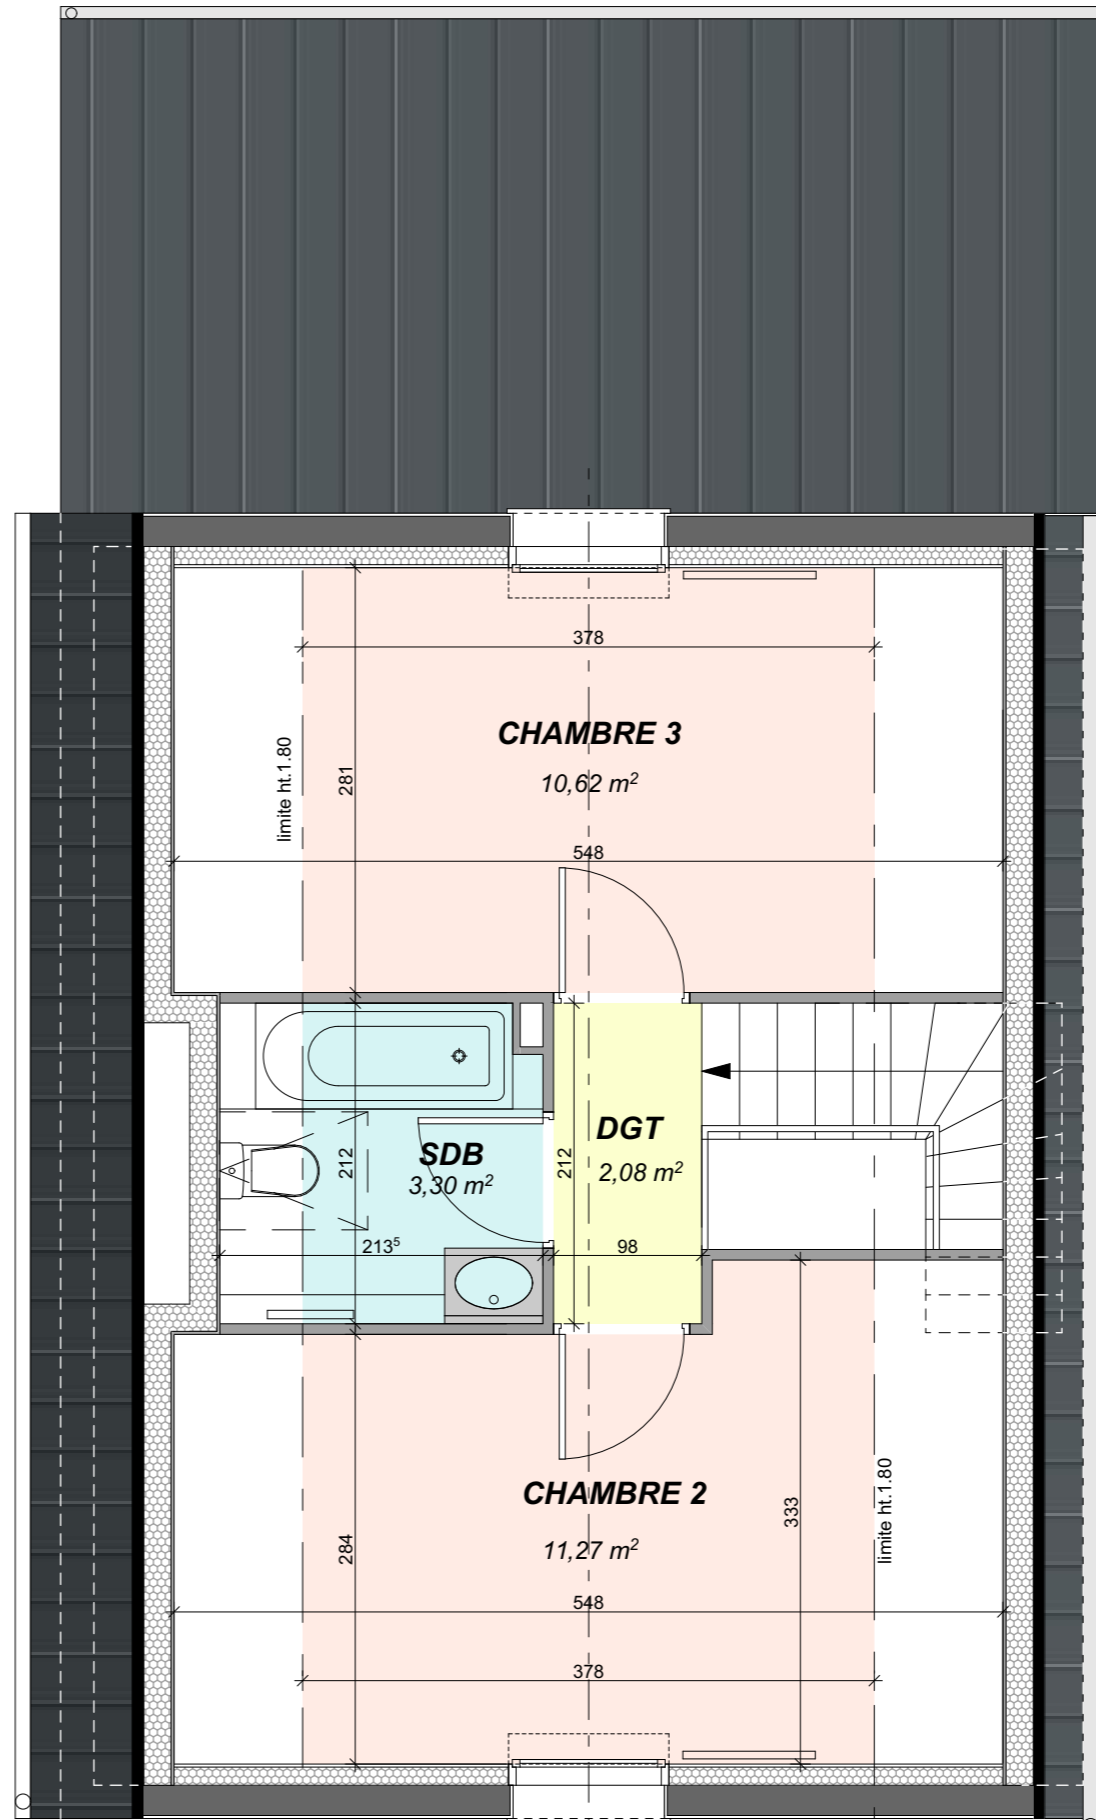 378
CHAMBRE 3
limite ht.1.80
281
10,62 m²
548
SDB
DGT
212
3,30 m²
212
2,08 m²
213⁵
98
CHAMBRE 2
333
limite ht.1.80
284
11,27 m²
548
378